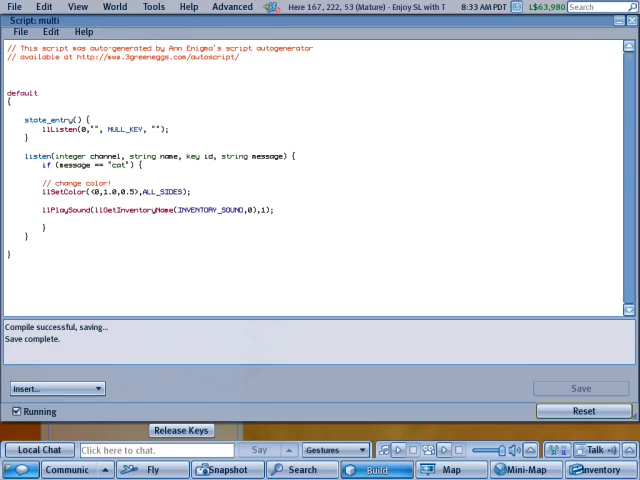 File Edit View World Tools Help Advanced Here 167, 222, 53 (Mature) - Enjoy SL with T 8:33 AM PDT L$63,980 Search
Script: multi
File Edit Help
// This script was auto-generated by Ann Enigma's script autogenerator
// available at http://www.3greeneggs.com/autoscript/
default
{
state_entry() {
llListen(0,"", NULL_KEY, "");
}
listen(integer channel, string name, key id, string message) {
if (message == "cat") {
// change color!
llSetColor(<0,1.0,0.5>,ALL_SIDES);
llPlaySound(llGetInventoryName(INVENTORY_SOUND,0),1);
}
}
}
Compile successful, saving...
Save complete.
Insert... Save
Running Reset
Release Keys
Local Chat Click here to chat. Say Gestures Talk
Communic Fly Snapshot Search Build Map Mini-Map Inventory